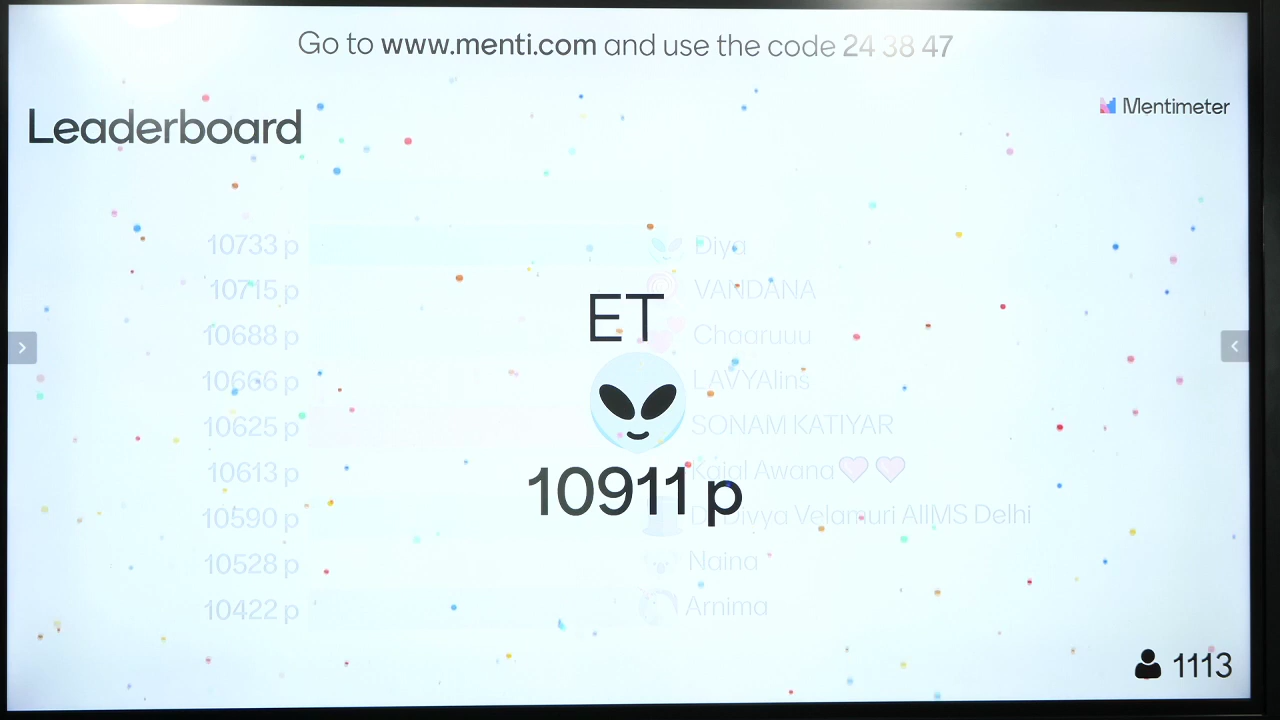 Go to www.menti.com and use the code 24 38 47
Leaderboard
Mentimeter
10733 p Diya
10715 p VANDANA
ET
10688 p Chaaruuu
10666 p LAVYAlins
10625 p SONAM KATIYAR
10613 p Kajal Awana
10911 p
10590 p Dr Divya Velamuri AIIMS Delhi
10528 p Naina
10422 p Arnima
1113